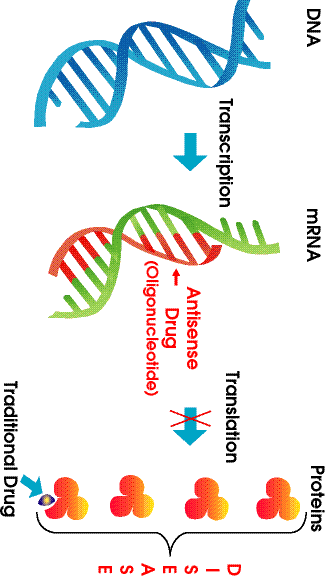 DNA
Transcription
mRNA
Antisense
Drug
(Oligonucleotide)
Translation
Proteins
Traditional Drug
DISEASE